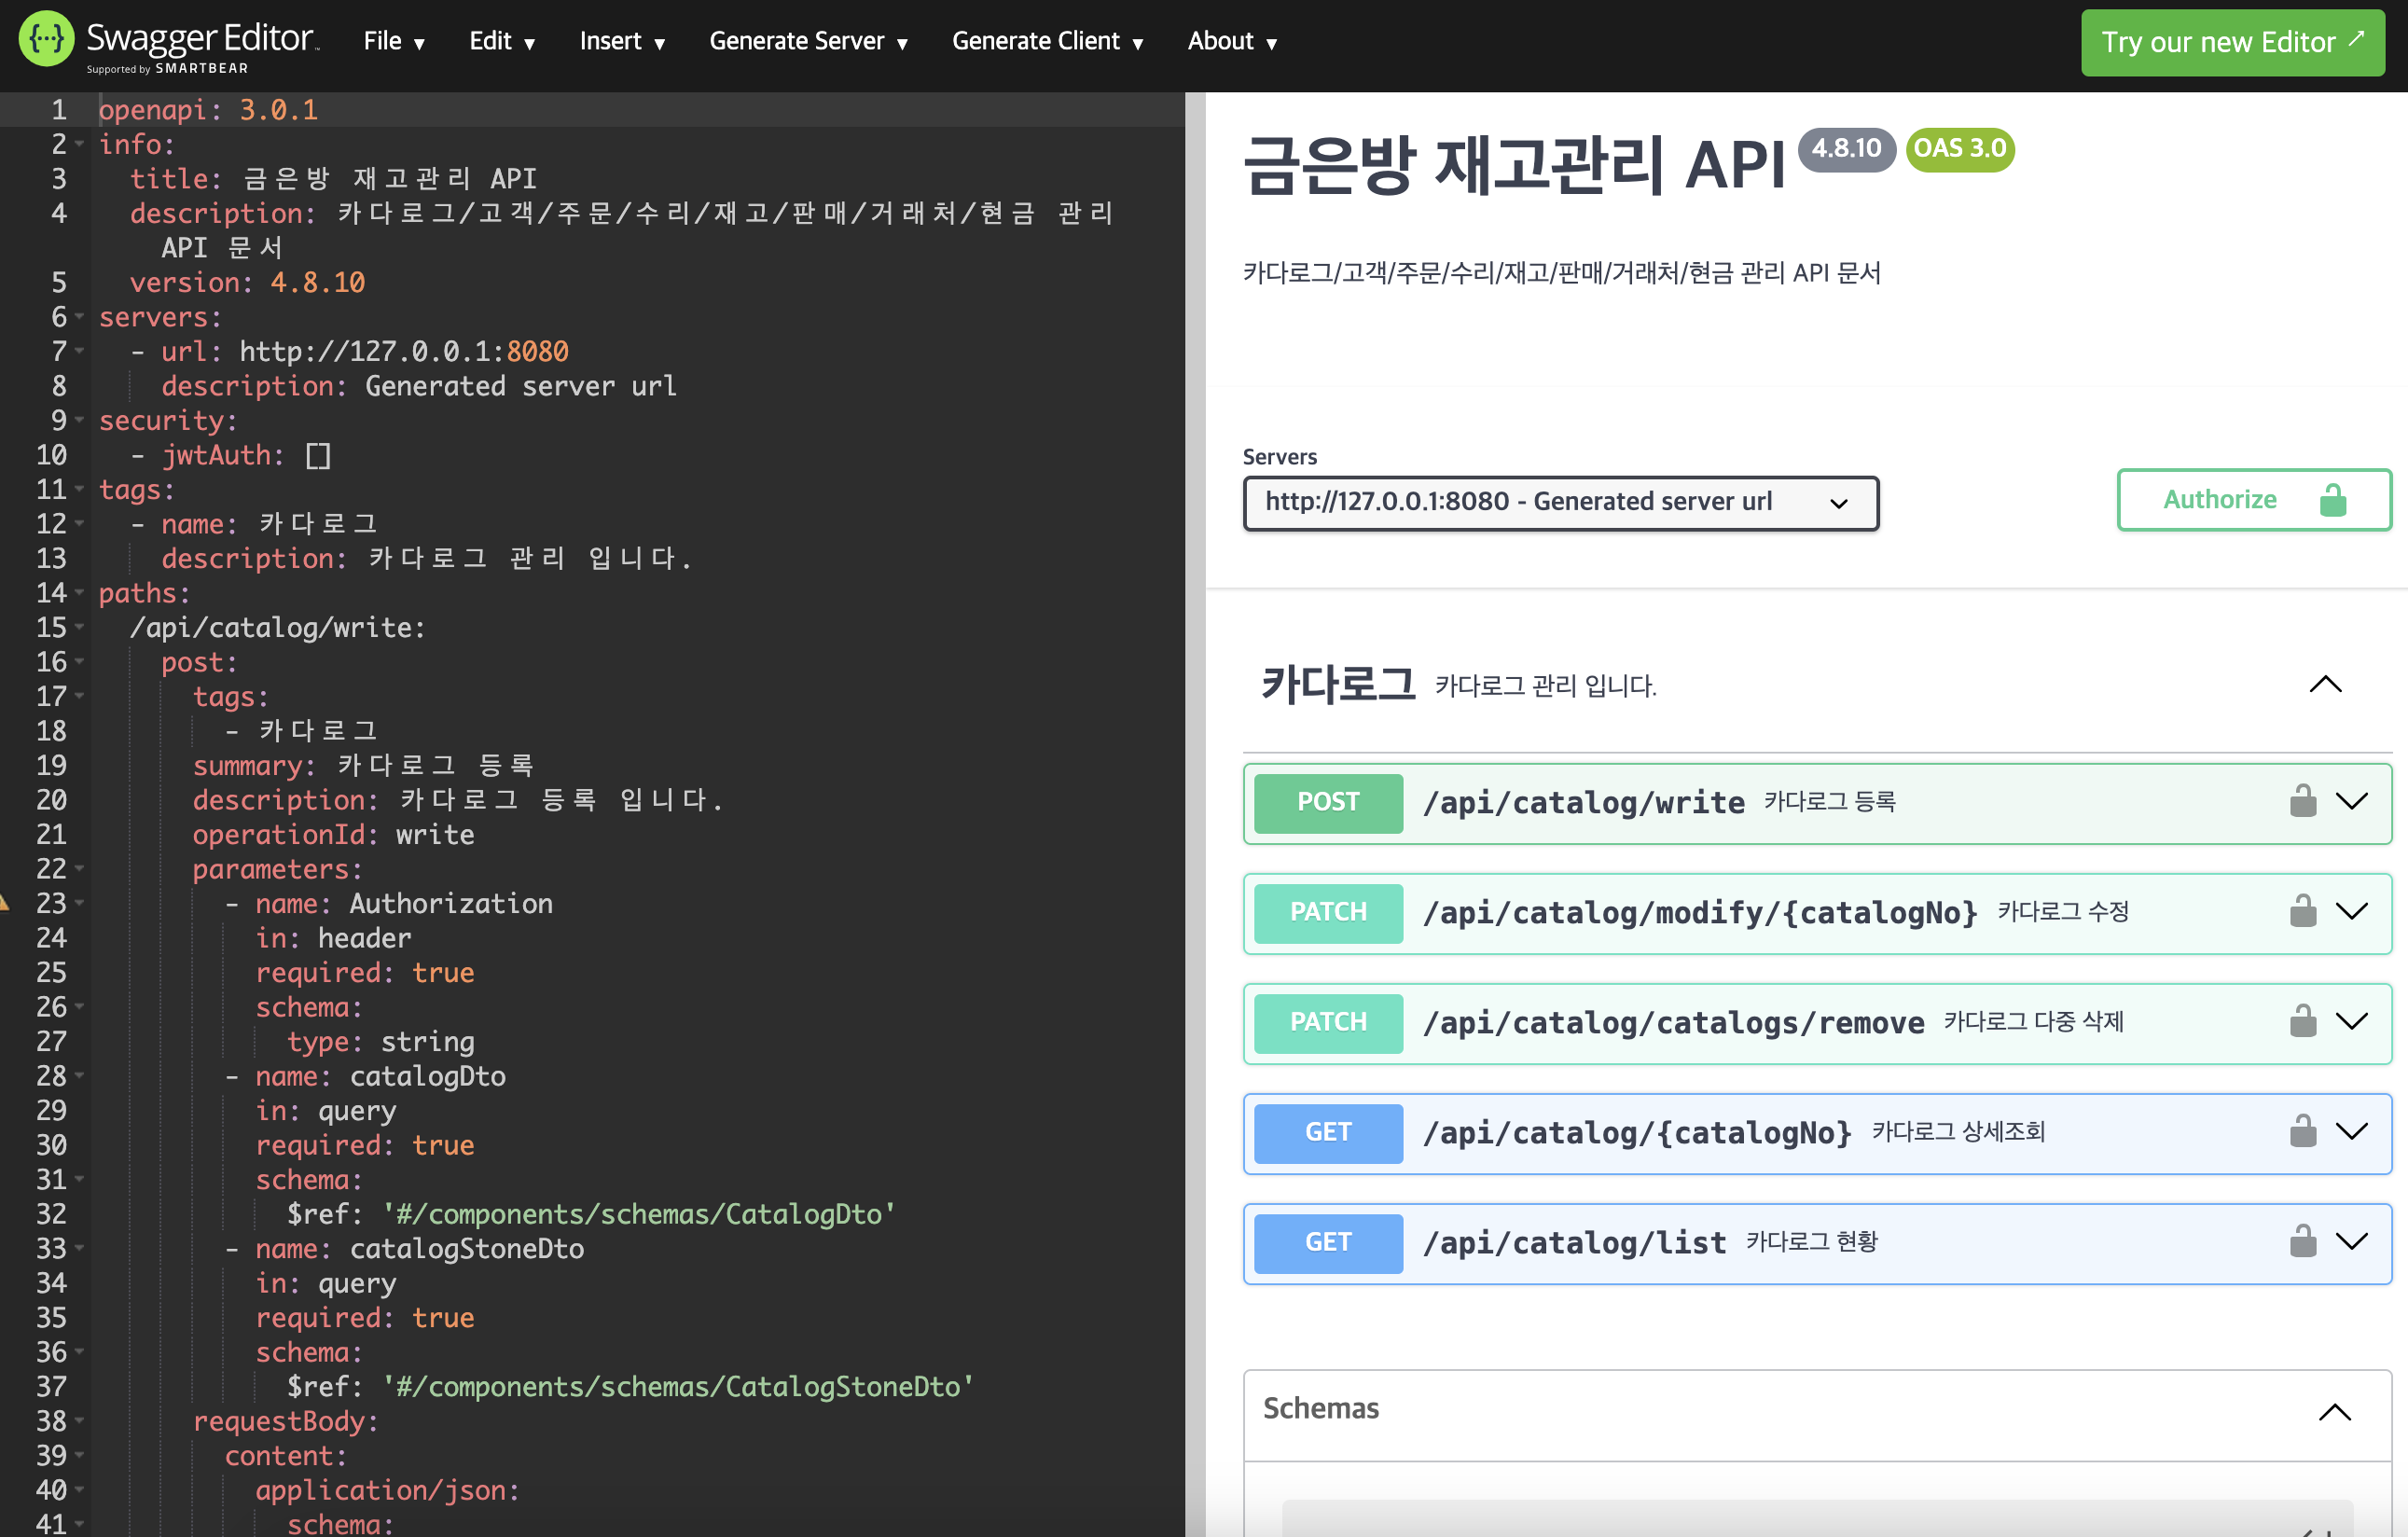 Swagger Editor
Supported by SMARTBEAR
File Edit Insert Generate Server Generate Client About
Try our new Editor
1 openapi: 3.0.1
2 info:
3 title: 금은방 재고관리 API
4 description: 카다로그/고객/주문/수리/재고/판매/거래처/현금 관리
API 문서
5 version: 4.8.10
6 servers:
7 - url: http://127.0.0.1:8080
8 description: Generated server url
9 security:
10 - jwtAuth: []
11 tags:
12 - name: 카다로그
13 description: 카다로그 관리 입니다.
14 paths:
15 /api/catalog/write:
16 post:
17 tags:
18 - 카다로그
19 summary: 카다로그 등록
20 description: 카다로그 등록 입니다.
21 operationId: write
22 parameters:
23 - name: Authorization
24 in: header
25 required: true
26 schema:
27 type: string
28 - name: catalogDto
29 in: query
30 required: true
31 schema:
32 $ref: '#/components/schemas/CatalogDto'
33 - name: catalogStoneDto
34 in: query
35 required: true
36 schema:
37 $ref: '#/components/schemas/CatalogStoneDto'
38 requestBody:
39 content:
40 application/json:
41 schema:
금은방 재고관리 API 4.8.10 OAS 3.0
카다로그/고객/주문/수리/재고/판매/거래처/현금 관리 API 문서
Servers
http://127.0.0.1:8080 - Generated server url
Authorize
카다로그 카다로그 관리 입니다.
POST /api/catalog/write 카다로그 등록
PATCH /api/catalog/modify/{catalogNo} 카다로그 수정
PATCH /api/catalog/catalogs/remove 카다로그 다중 삭제
GET /api/catalog/{catalogNo} 카다로그 상세조회
GET /api/catalog/list 카다로그 현황
Schemas